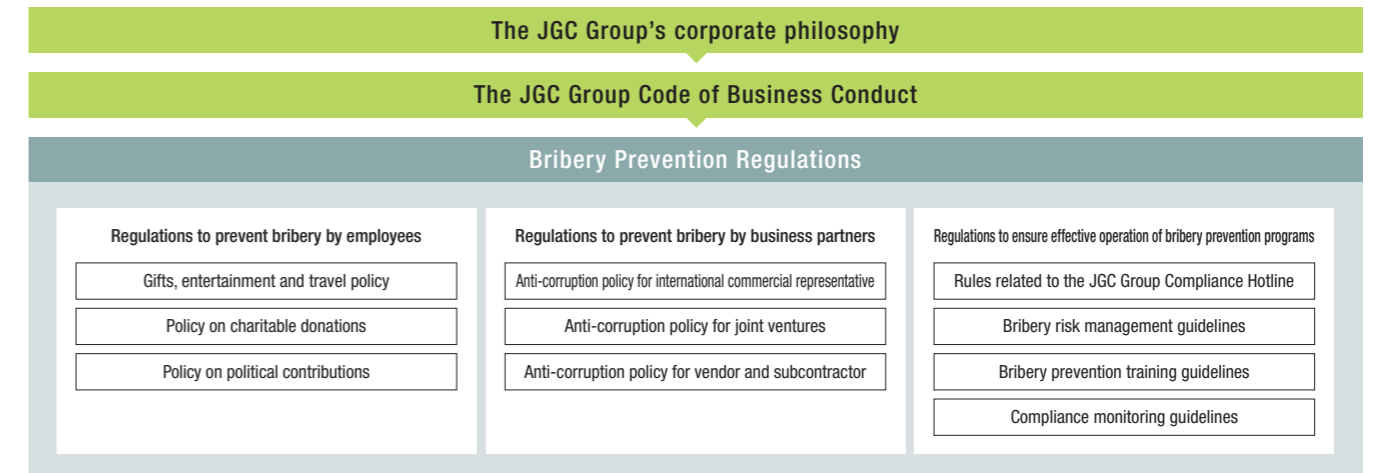 The JGC Group’s corporate philosophy
The JGC Group Code of Business Conduct
Bribery Prevention Regulations
Regulations to prevent bribery by employees
Gifts, entertainment and travel policy
Policy on charitable donations
Policy on political contributions
Regulations to prevent bribery by business partners
Anti-corruption policy for international commercial representative
Anti-corruption policy for joint ventures
Anti-corruption policy for vendor and subcontractor
Regulations to ensure effective operation of bribery prevention programs
Rules related to the JGC Group Compliance Hotline
Bribery risk management guidelines
Bribery prevention training guidelines
Compliance monitoring guidelines